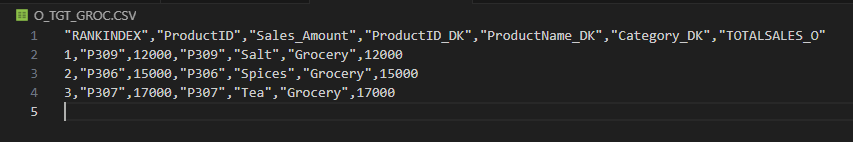 O_TGT_GROC.CSV
1 "RANKINDEX","ProductID","Sales_Amount","ProductID_DK","ProductName_DK","Category_DK","TOTALSALES_O"
2 1,"P309",12000,"P309","Salt","Grocery",12000
3 2,"P306",15000,"P306","Spices","Grocery",15000
4 3,"P307",17000,"P307","Tea","Grocery",17000
5